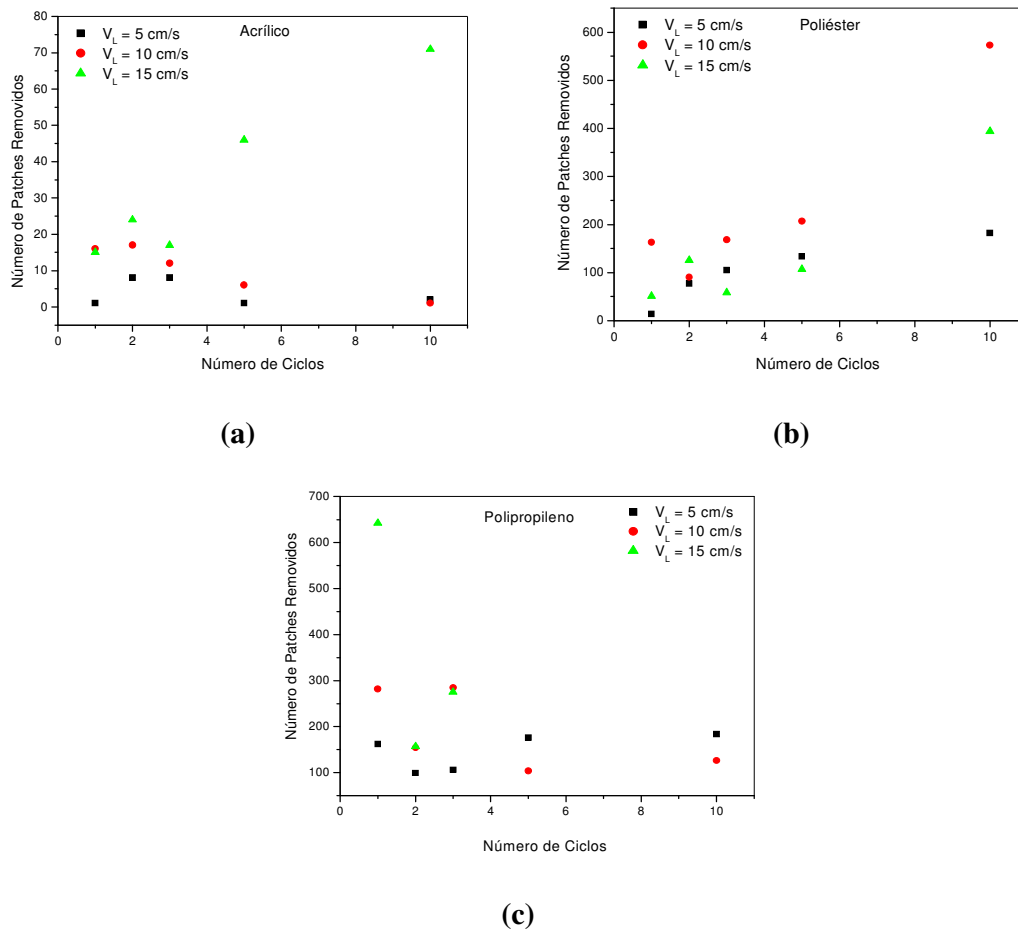 Acrílico
V_L = 5 cm/s
V_L = 10 cm/s
V_L = 15 cm/s
Número de Patches Removidos
80
70
60
50
40
30
20
10
0
0 2 4 6 8 10
Número de Ciclos
(a)
Poliéster
V_L = 5 cm/s
V_L = 10 cm/s
V_L = 15 cm/s
Número de Patches Removidos
600
500
400
300
200
100
0
0 2 4 6 8 10
Número de Ciclos
(b)
Polipropileno
V_L = 5 cm/s
V_L = 10 cm/s
V_L = 15 cm/s
Número de Patches Removidos
700
600
500
400
300
200
100
0 2 4 6 8 10
Número de Ciclos
(c)